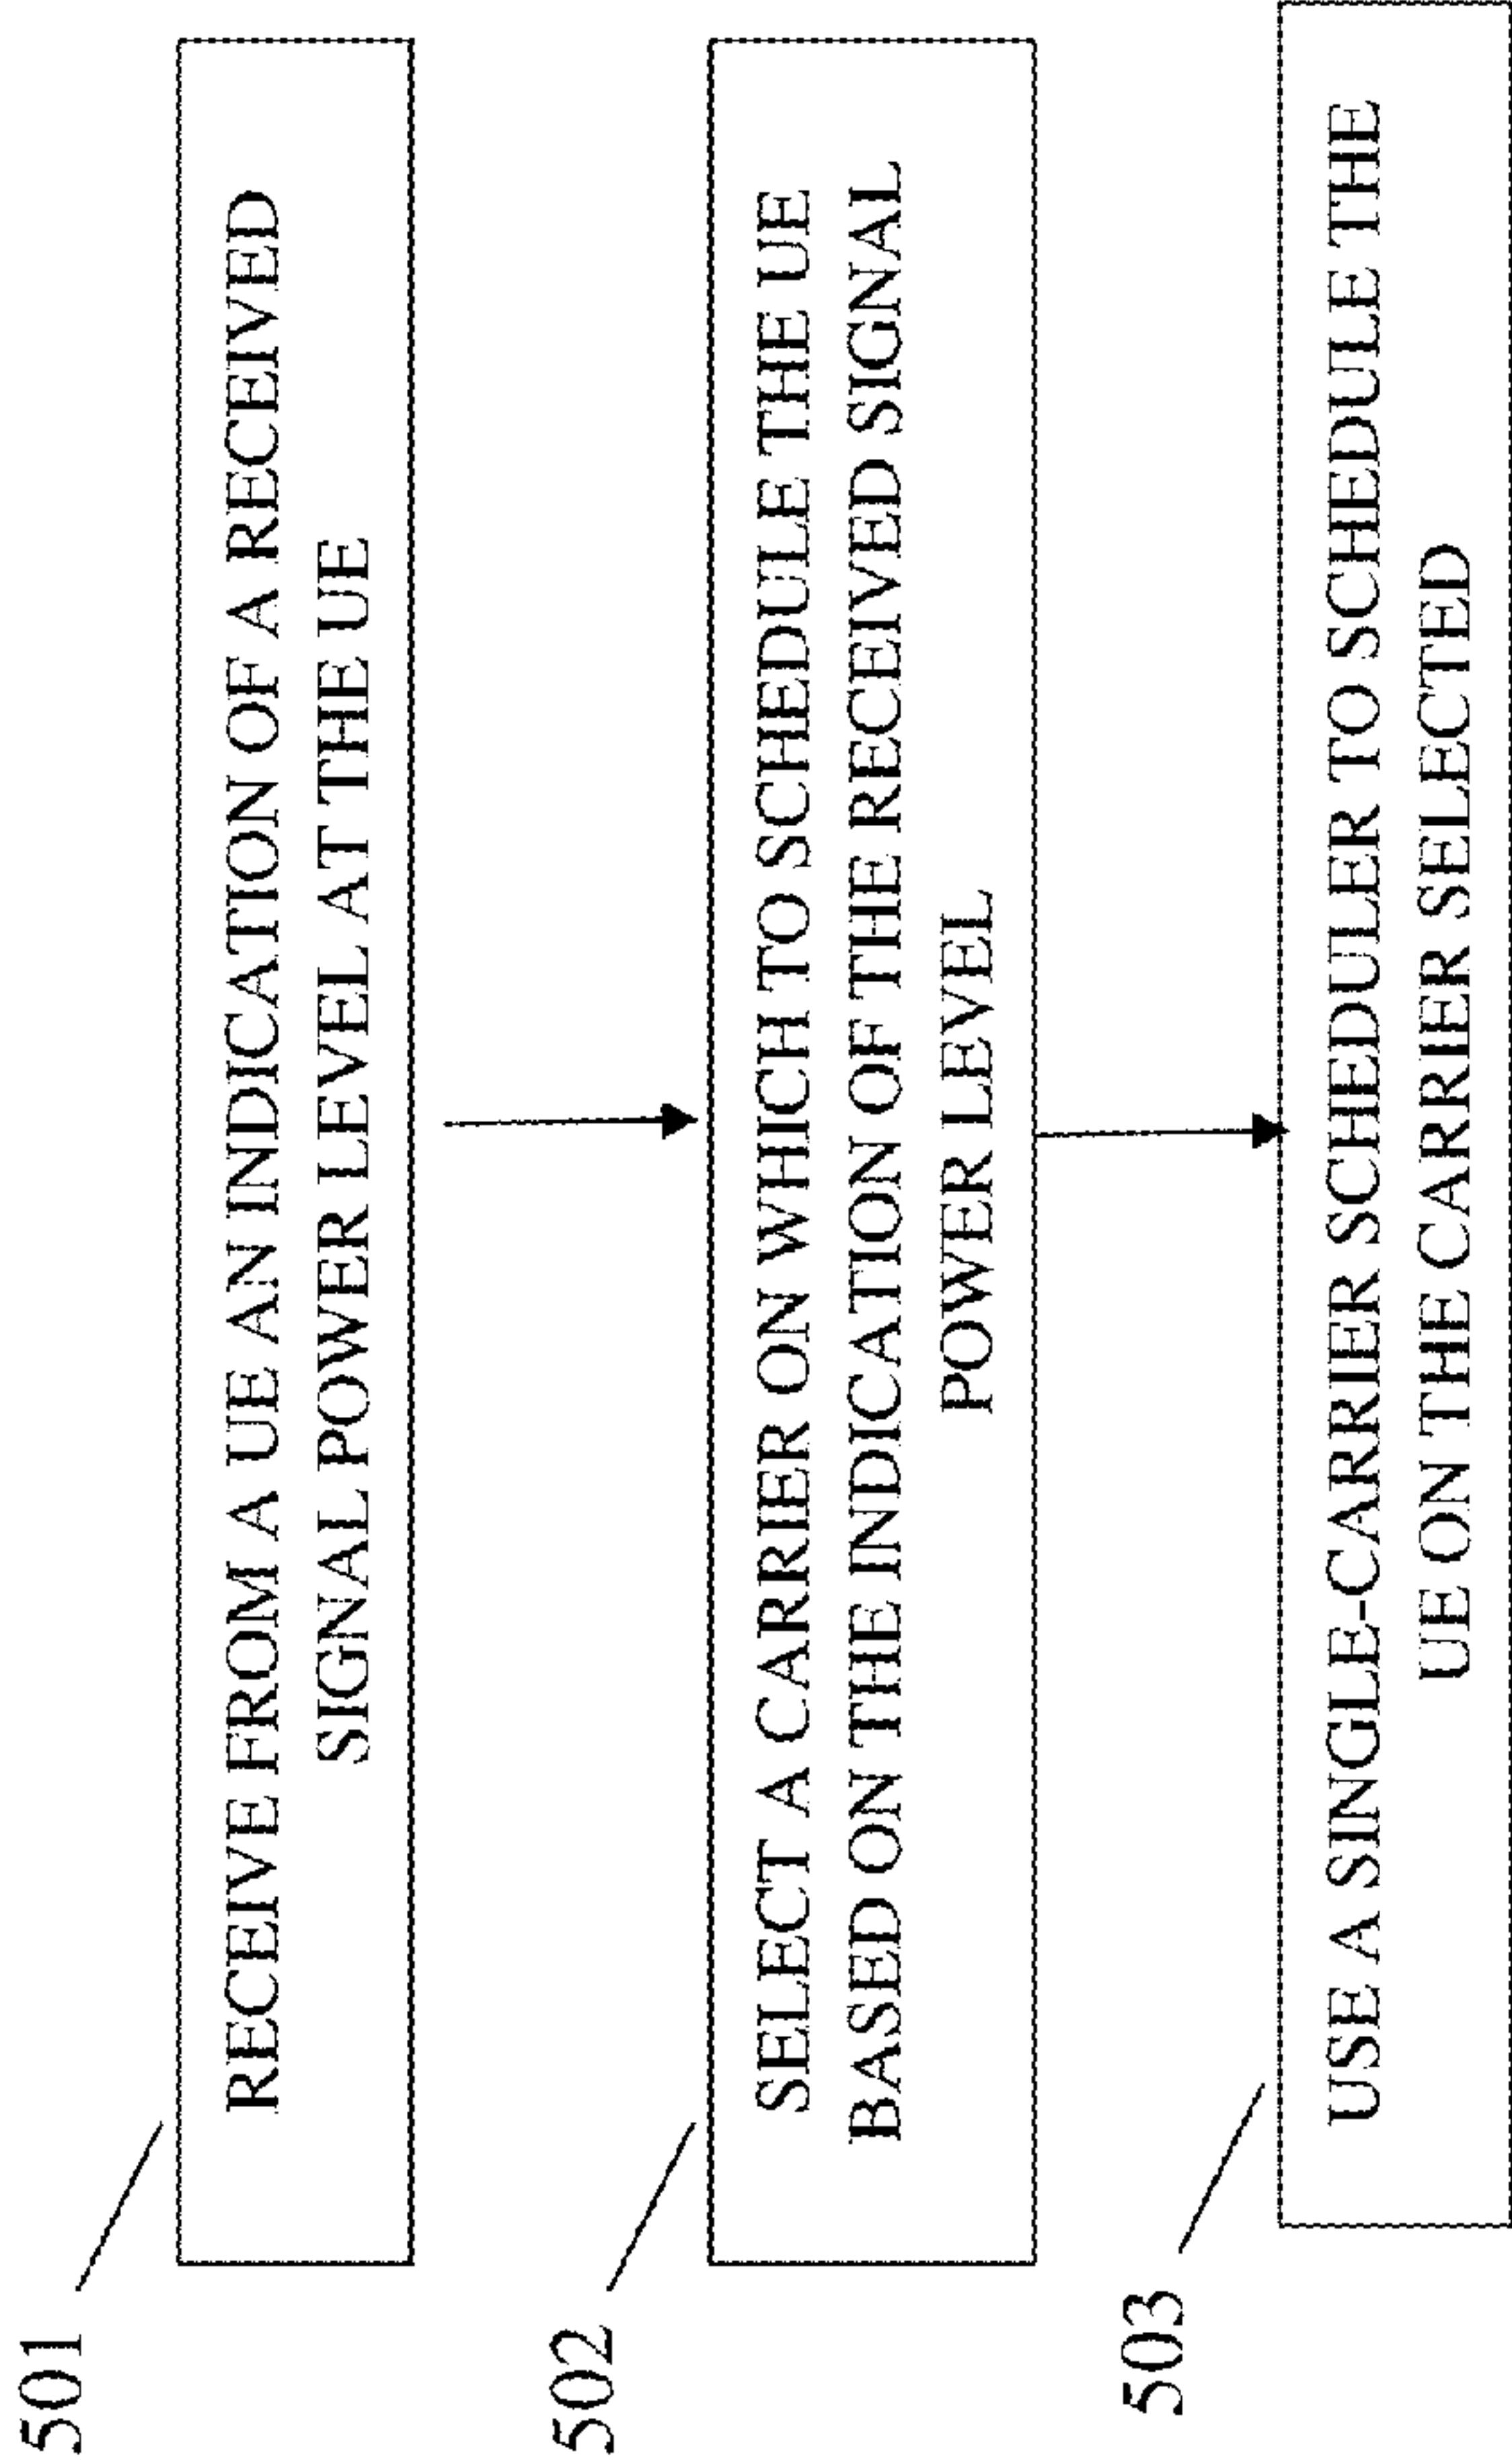 501
RECEIVE FROM A UE AN INDICATION OF A RECEIVED
SIGNAL POWER LEVEL AT THE UE
502
SELECT A CARRIER ON WHICH TO SCHEDULE THE UE
BASED ON THE INDICATION OF THE RECEIVED SIGNAL
POWER LEVEL
503
USE A SINGLE-CARRIER SCHEDULER TO SCHEDULE THE
UE ON THE CARRIER SELECTED